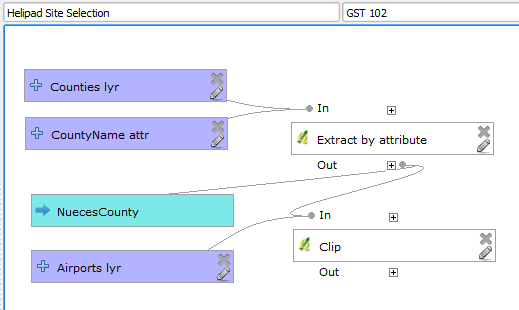 Helipad Site Selection
GST 102
Counties lyr
In
CountyName attr
Extract by attribute
Out
NuecesCounty
In
Clip
Airports lyr
Out